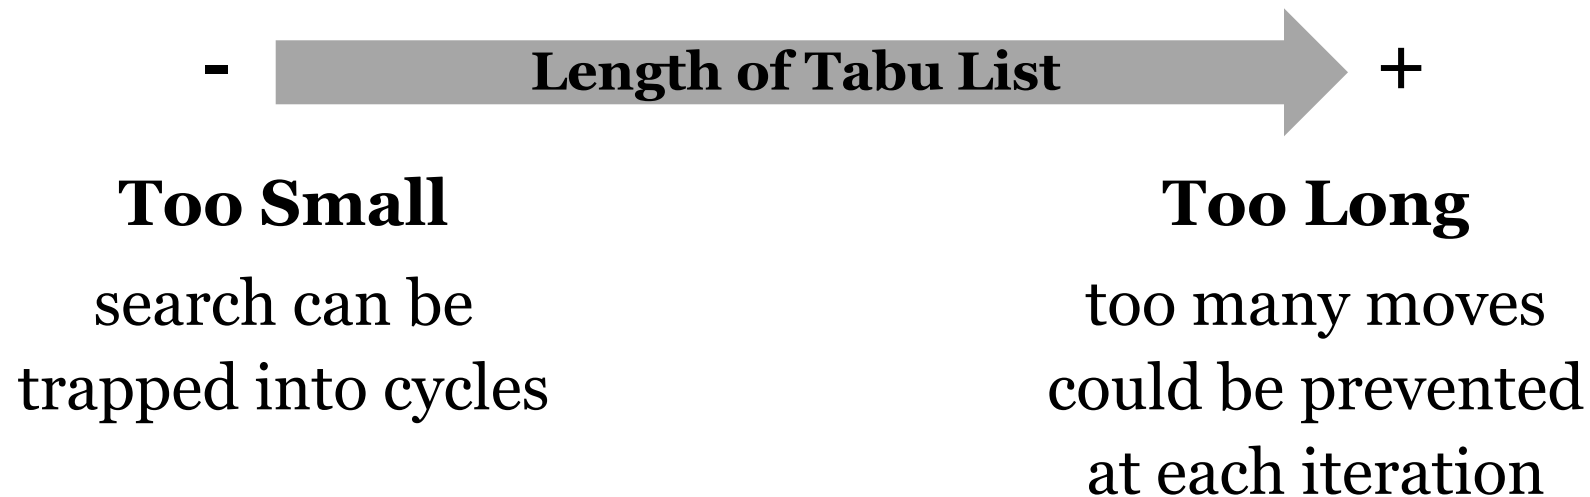 - Length of Tabu List +
Too Small
search can be
trapped into cycles
Too Long
too many moves
could be prevented
at each iteration